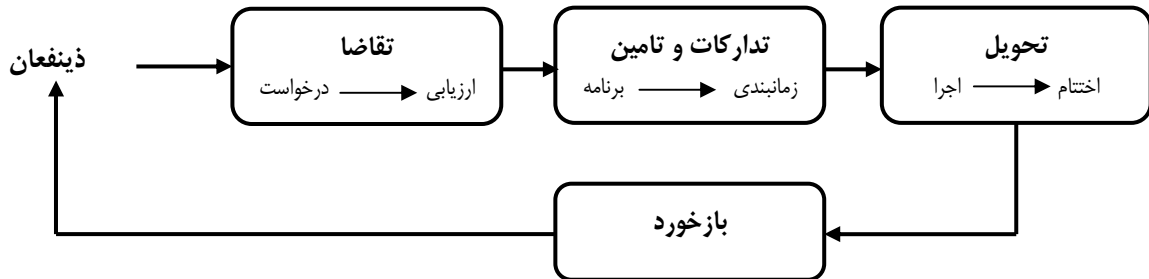 ذینفعان
تقاضا
درخواست ارزیابی
تدارکات و تامین
برنامه زمانبندی
تحویل
اجرا اختتام
بازخورد